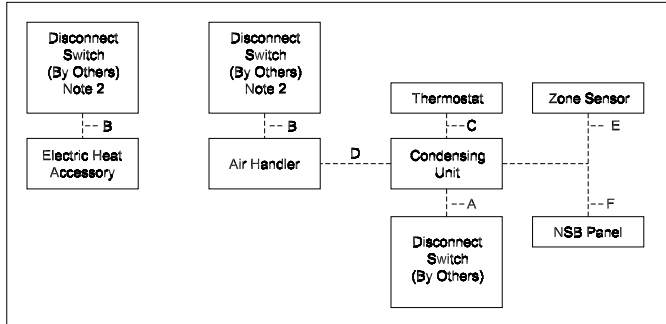 Disconnect
Switch
(By Others)
Note 2
Disconnect
Switch
(By Others)
Note 2
Thermostat
Zone Sensor
B
B
C
E
Electric Heat
Accessory
Air Handler
D
Condensing
Unit
A
F
Disconnect
Switch
(By Others)
NSB Panel